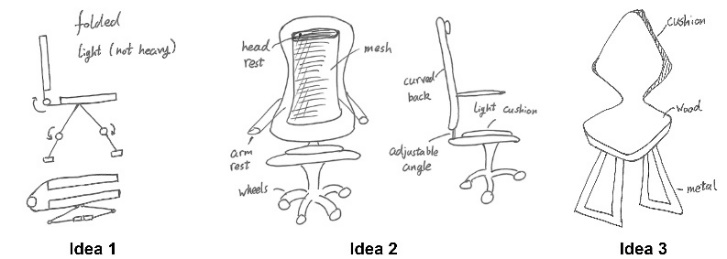 folded
light (not heavy)
head
rest
mesh
arm
rest
wheels
curved
back
light cushion
adjustable
angle
cushion
wood
metal
Idea 1
Idea 2
Idea 3